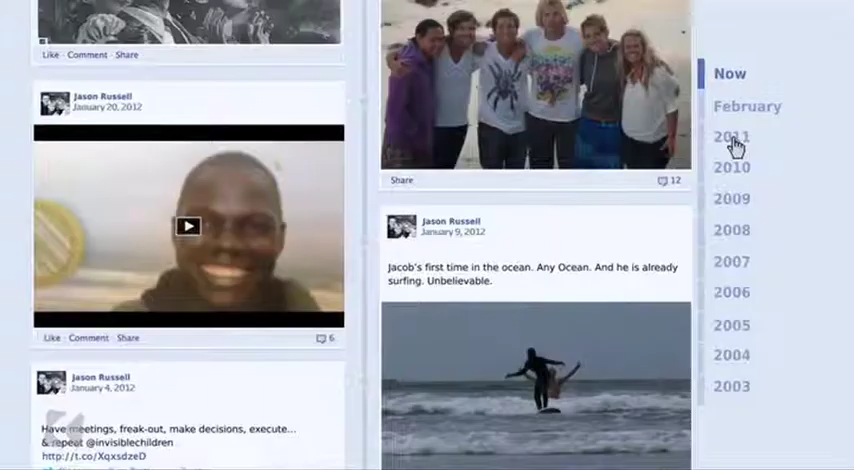 Like · Comment · Share
Jason Russell
January 20, 2012
Like · Comment · Share
6
Jason Russell
January 4, 2012
Have meetings, freak-out, make decisions, execute...
& repeat @invisiblechildren
http://t.co/XqxsdzeD
Share
12
Jason Russell
January 9, 2012
Jacob's first time in the ocean. Any Ocean. And he is already
surfing. Unbelievable.
Now
February
2011
2010
2009
2008
2007
2006
2005
2004
2003